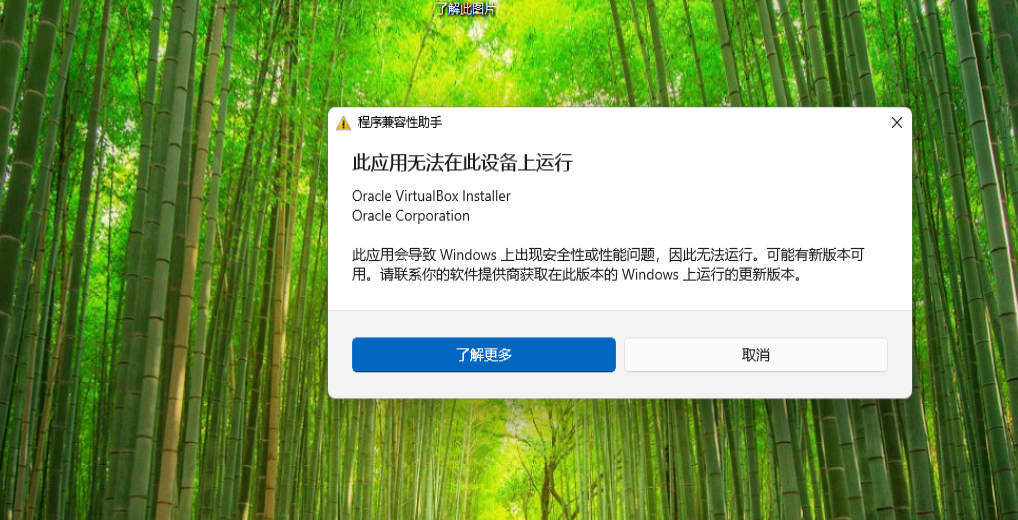 了解此图片
程序兼容性助手
此应用无法在此设备上运行
Oracle VirtualBox Installer
Oracle Corporation
此应用会导致 Windows 上出现安全性或性能问题，因此无法运行。可能有新版本可
用。请联系你的软件提供商获取在此版本的 Windows 上运行的更新版本。
了解更多
取消